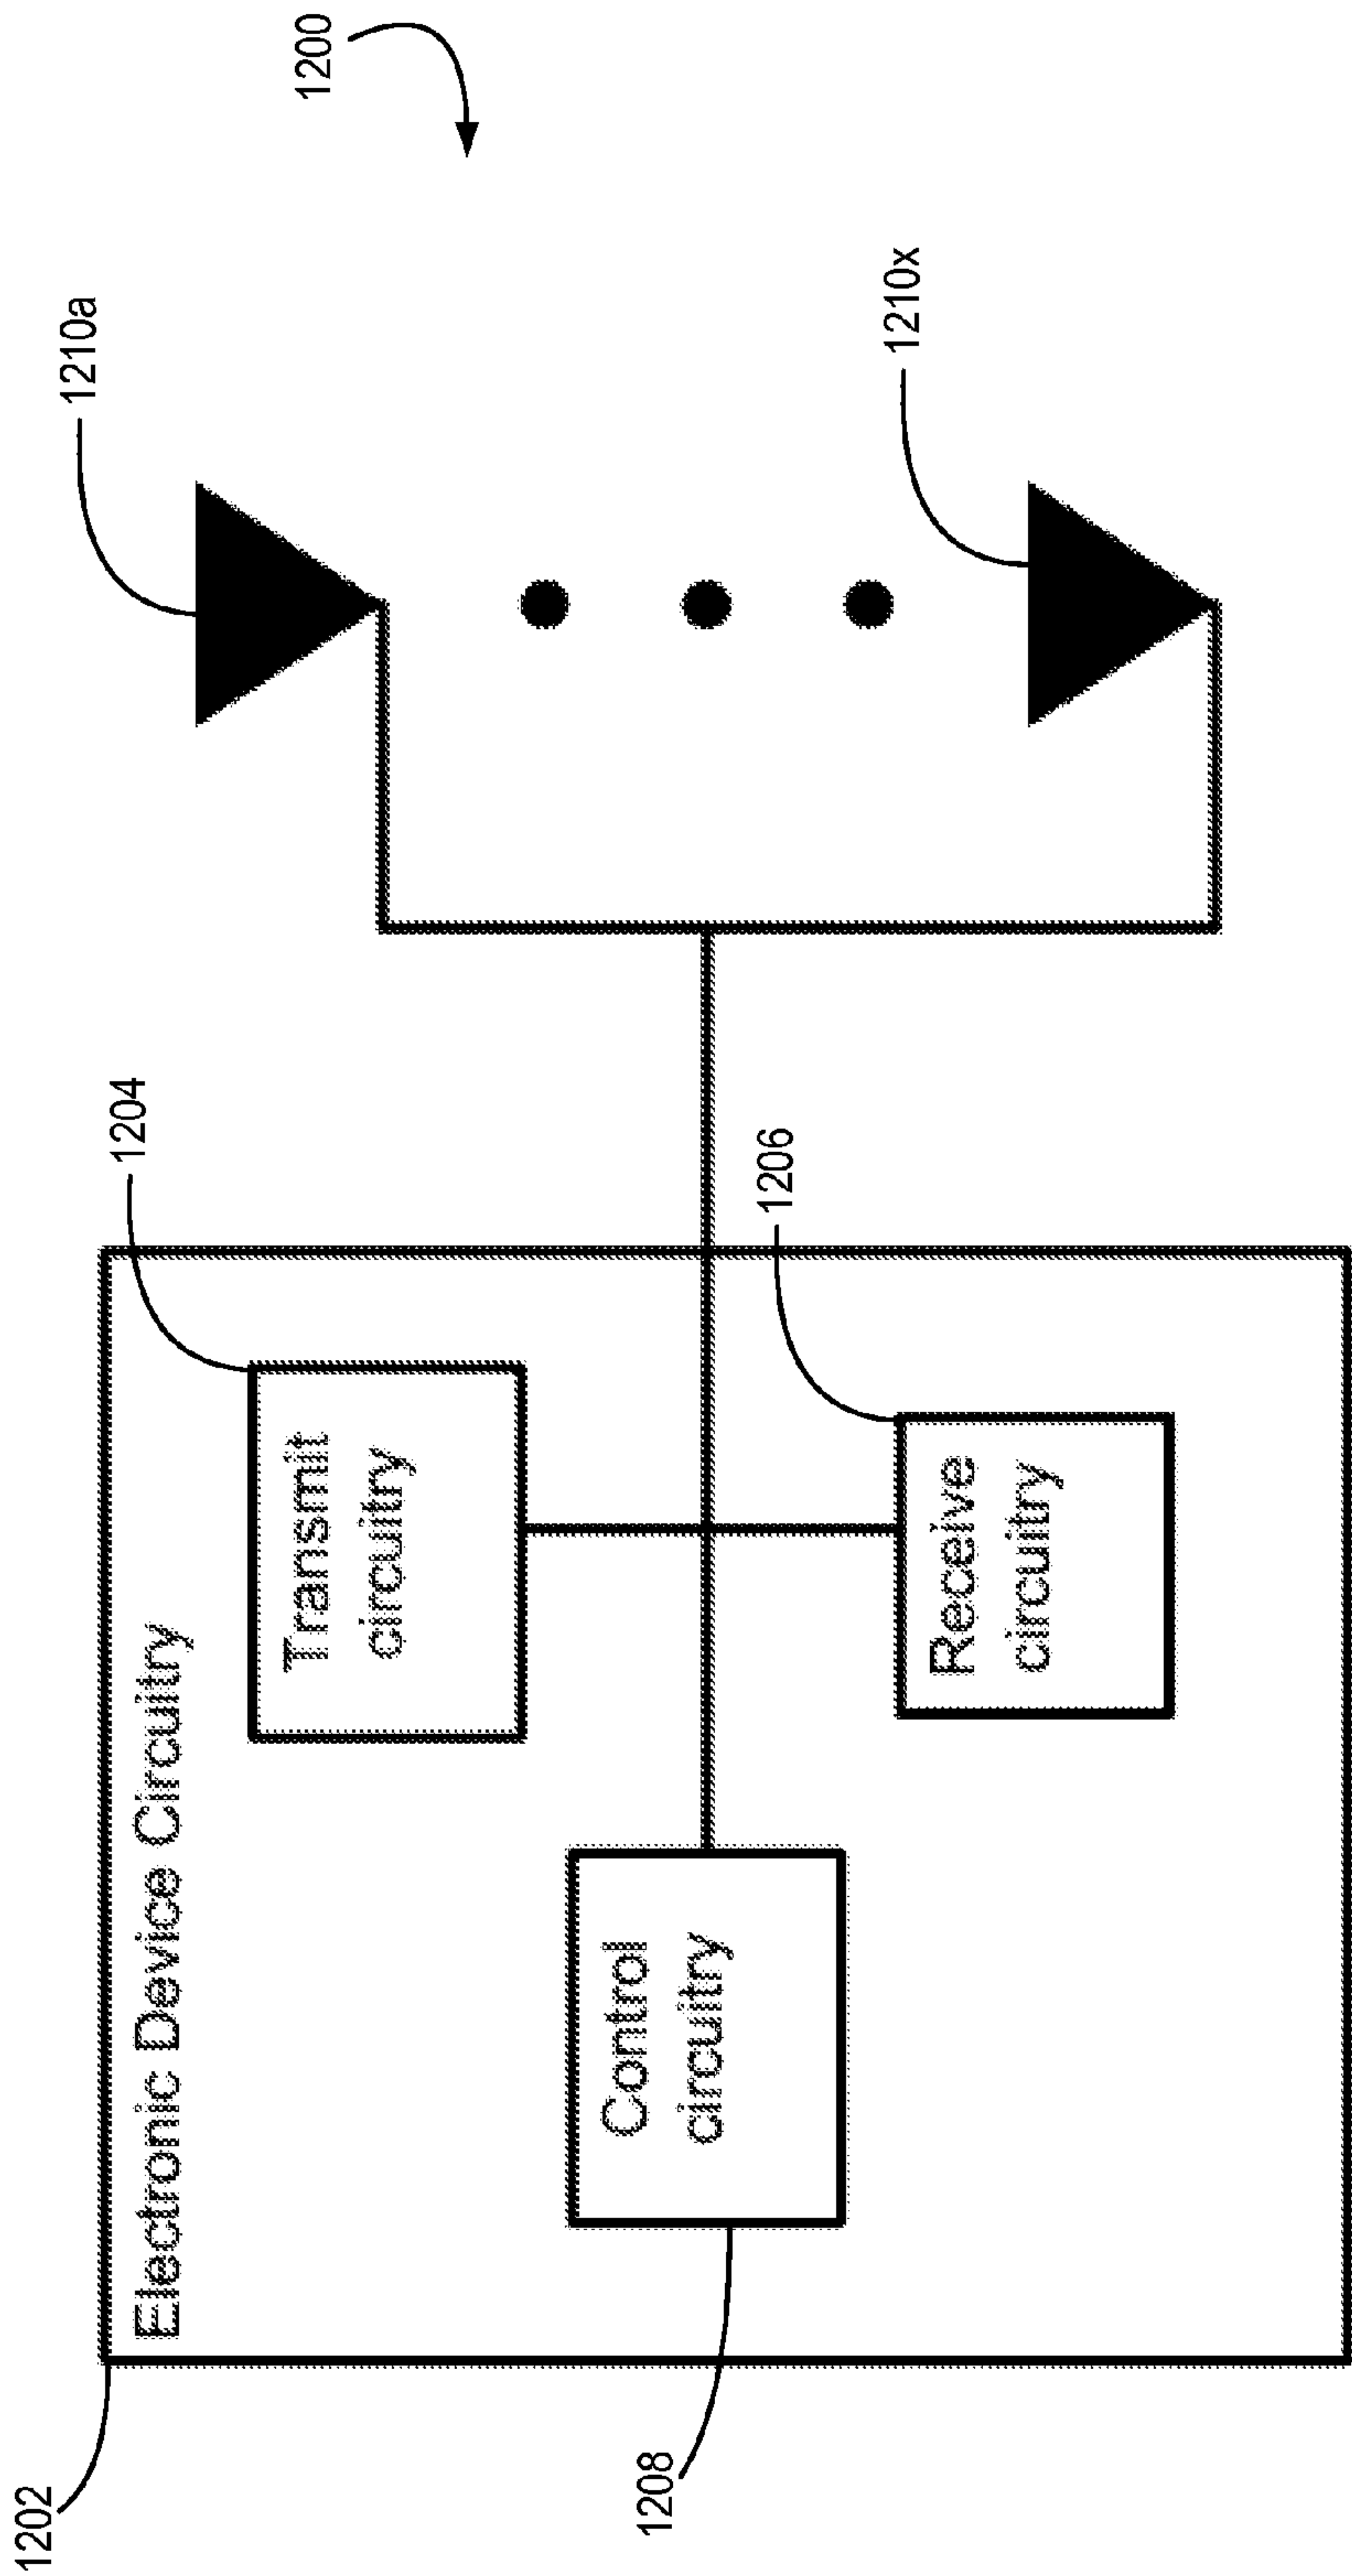 1200
1210a
1210x
1204
1206
Electronic Device Circuitry
Transmit
circuitry
Receive
circuitry
Control
circuitry
1202
1208